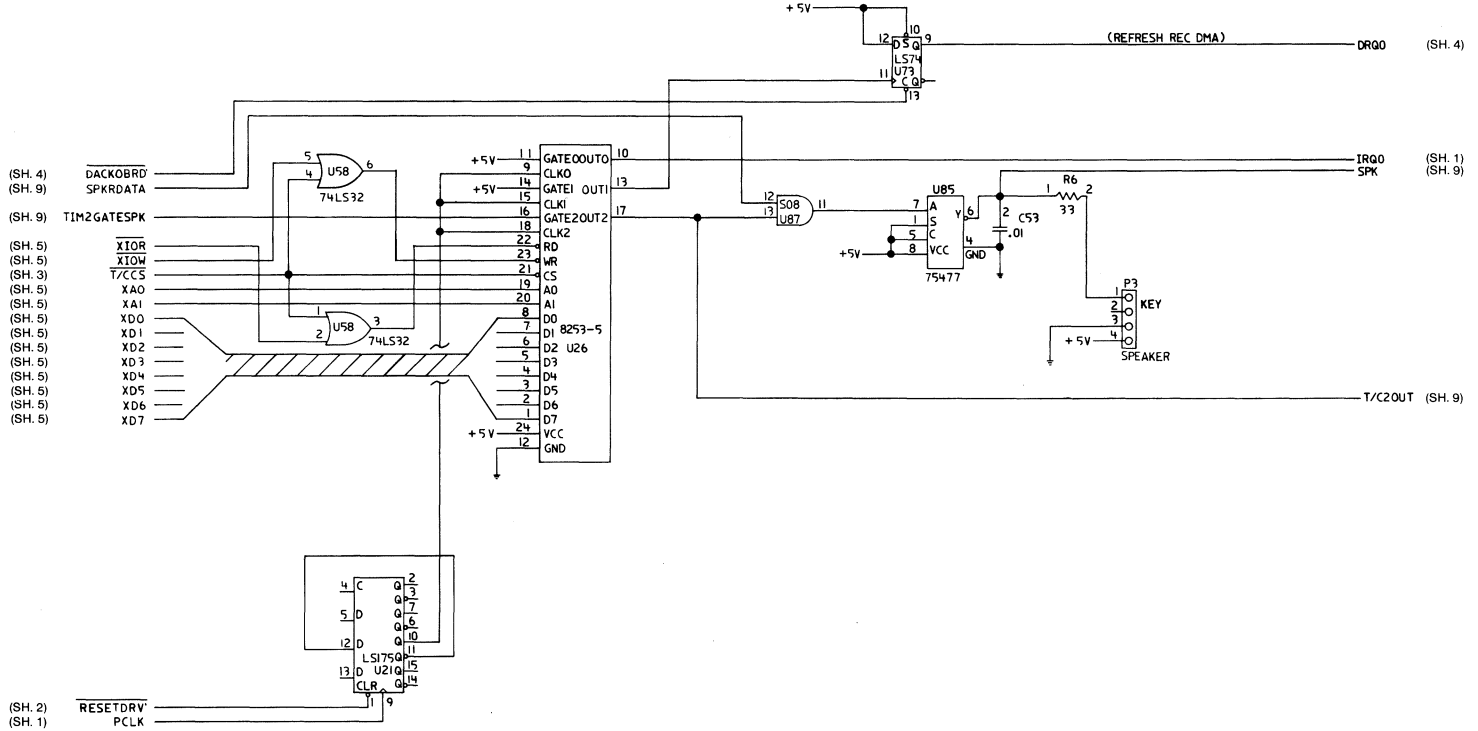 +5V
10
12 D S Q 9
(REFRESH REC DMA)
DRQ0 (SH. 4)
LS74
U73
11
C Q
13
(SH. 4) DACK0BRD'
(SH. 9) SPKRDATA
(SH. 9) TIM2GATESPK
(SH. 5) XIOR
(SH. 5) XIOW
(SH. 3) T/CCS
(SH. 5) XA0
(SH. 5) XA1
(SH. 5) XD0
(SH. 5) XD1
(SH. 5) XD2
(SH. 5) XD3
(SH. 5) XD4
(SH. 5) XD5
(SH. 5) XD6
(SH. 5) XD7
5
4
U58
6
74LS32
1
2
U58
3
74LS32
+5V 11 GATE0 OUT0 10
9 CLK0
+5V 14 GATE1 OUT1 13
15 CLK1
16 GATE2 OUT2 17
18 CLK2
22 RD
23 WR
21 CS
19 A0
20 A1
8 D0
7 D1 8253-5
6 D2 U26
5 D3
4 D4
3 D5
2 D6
1 D7
+5V 24 VCC
12 GND
IRQ0 (SH. 1)
SPK (SH. 9)
12
13
S08
U87
11
U85
7 A
1 S Y 6
5 C
+5V 8 VCC
4
GND
75477
2 C53
.01
R6
1 2
33
P3
1 KEY
2
3
+5V 4
SPEAKER
T/C2OUT (SH. 9)
4 C Q 2
Q 3
5 D Q 7
Q 6
12 D Q 10
LS175 Q 11
13 D U21 Q 15
Q 14
CLR
1 9
(SH. 2) RESETDRV'
(SH. 1) PCLK